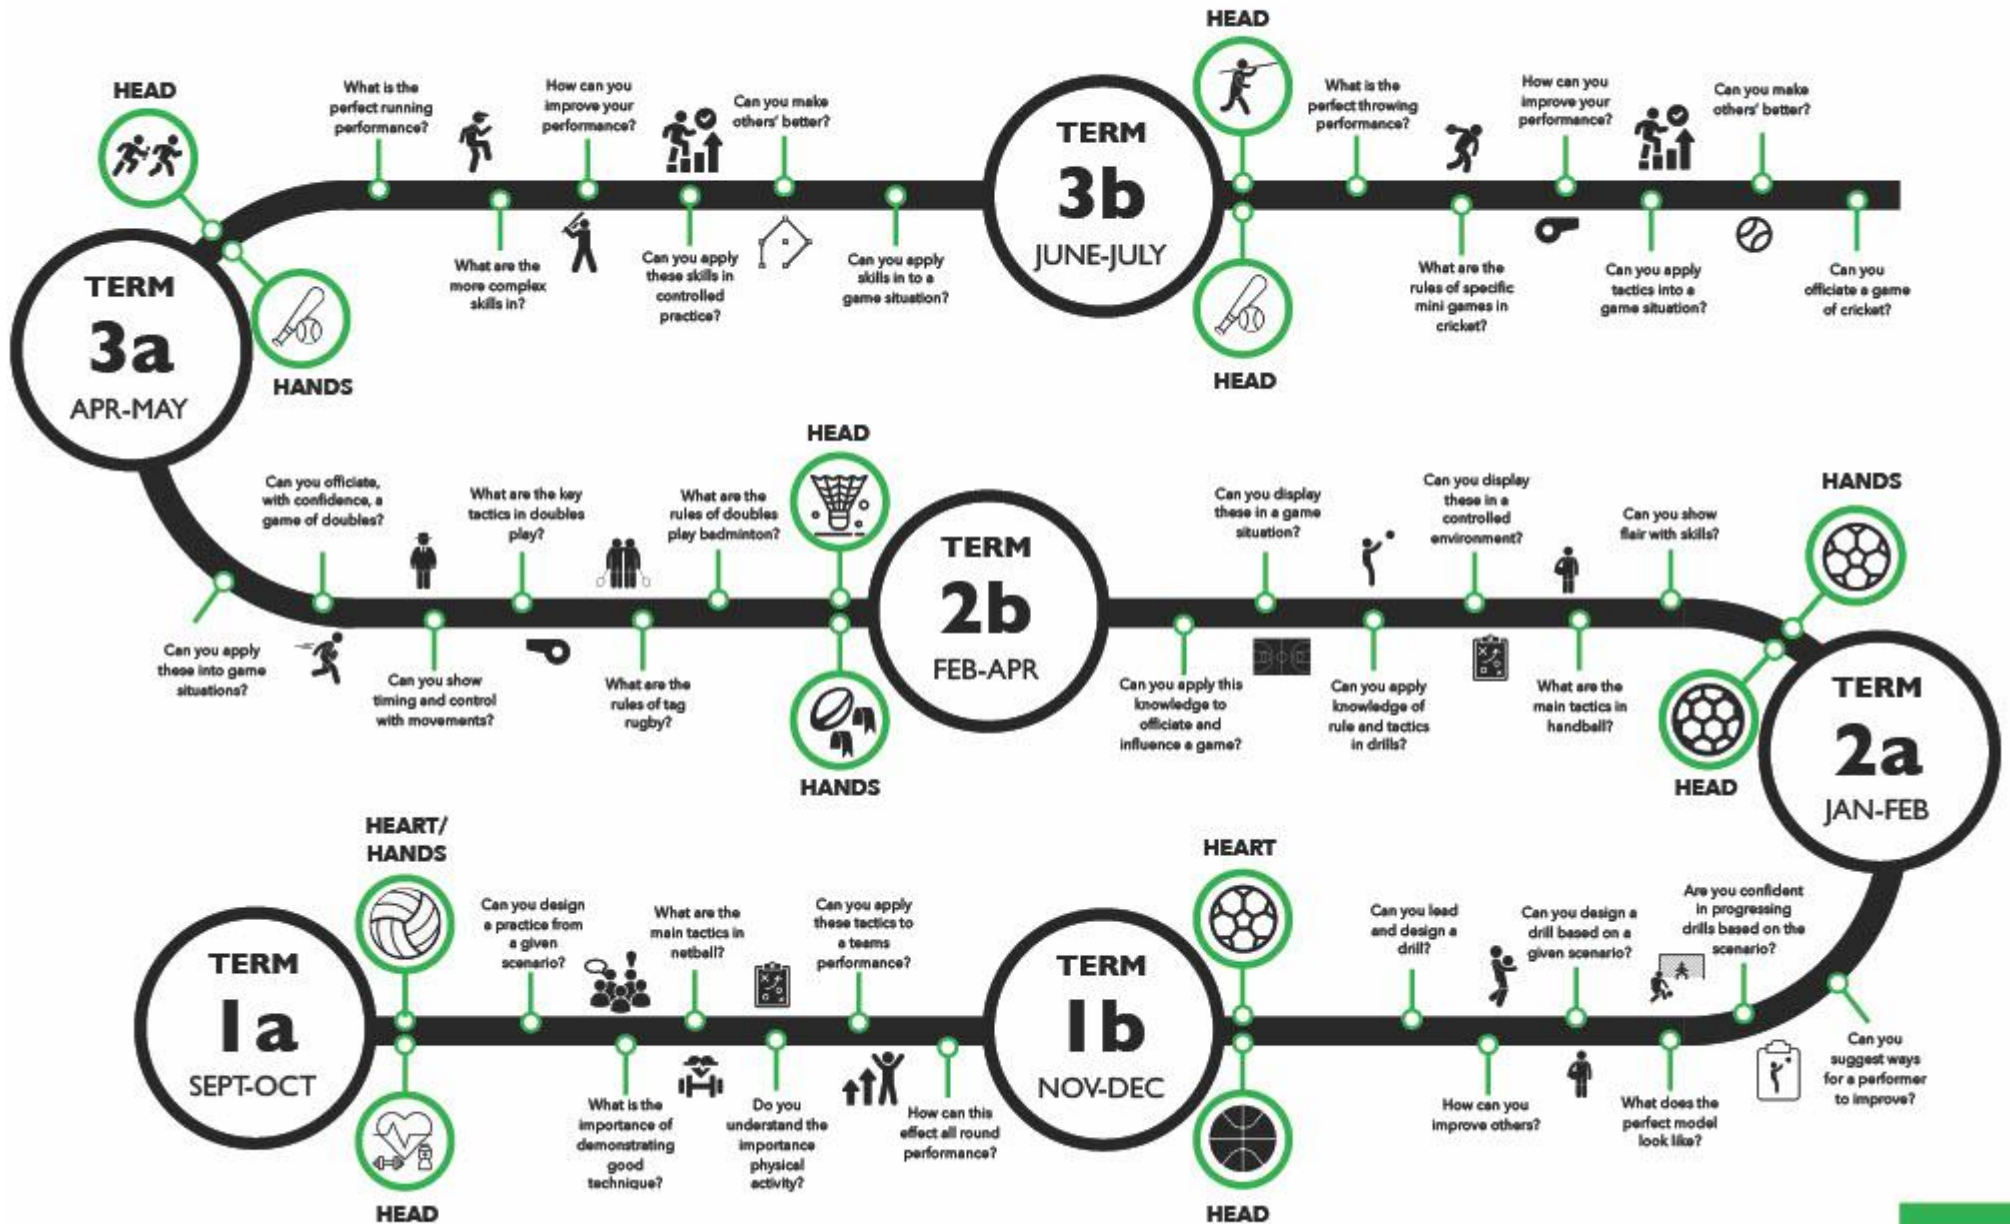 HEAD
What is the
perfect running
performance?
How can you
improve your
performance?
Can you make
others' better?
What are the
more complex
skills in?
Can you apply
these skills in
controlled
practice?
Can you apply
skills in to a
game situation?
TERM
3a
APR-MAY
HANDS
HEAD
TERM
3b
JUNE-JULY
HEAD
What is the
perfect throwing
performance?
How can you
improve your
performance?
Can you make
others' better?
What are the
rules of specific
mini games in
cricket?
Can you apply
tactics into a
game situation?
Can you
officiate a game
of cricket?
Can you officiate,
with confidence, a
game of doubles?
What are the key
tactics in doubles
play?
What are the
rules of doubles
play badminton?
HEAD
Can you apply
these into game
situations?
Can you show
timing and control
with movements?
What are the
rules of tag
rugby?
HANDS
TERM
2b
FEB-APR
Can you display
these in a game
situation?
Can you display
these in a
controlled
environment?
Can you show
flair with skills?
HANDS
Can you apply this
knowledge to
officiate and
influence a game?
Can you apply
knowledge of
rule and tactics
in drills?
What are the
main tactics in
handball?
HEAD
TERM
2a
JAN-FEB
HEART/
HANDS
TERM
1a
SEPT-OCT
HEAD
Can you design
a practice from
a given
scenario?
What are the
main tactics in
netball?
Can you apply
these tactics to
a teams
performance?
What is the
importance of
demonstrating
good
technique?
Do you
understand the
importance
physical
activity?
How can this
effect all round
performance?
HEART
TERM
1b
NOV-DEC
HEAD
Can you lead
and design a
drill?
Can you design a
drill based on a
given scenario?
Are you confident
in progressing
drills based on the
scenario?
How can you
improve others?
What does the
perfect model
look like?
Can you
suggest ways
for a performer
to improve?